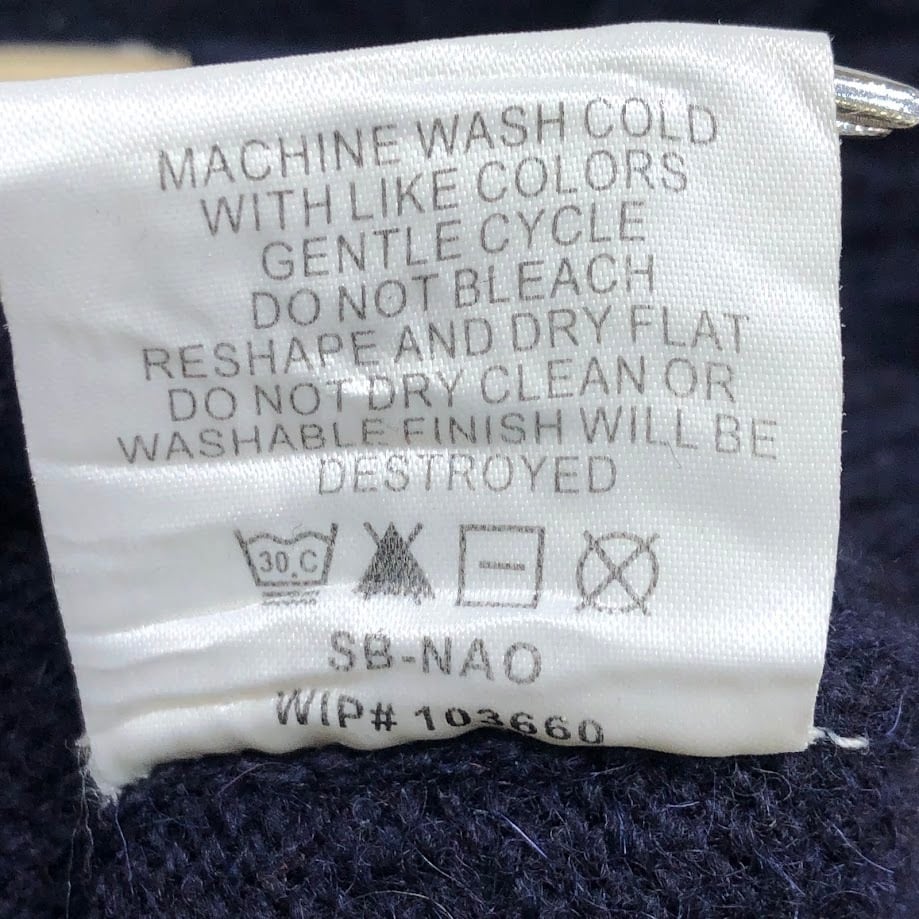 MACHINE WASH COLD
WITH LIKE COLORS
GENTLE CYCLE
DO NOT BLEACH
RESHAPE AND DRY FLAT
DO NOT DRY CLEAN OR
WASHABLE FINISH WILL BE
DESTROYED
30.C
SB-NAO
WIP# 103660